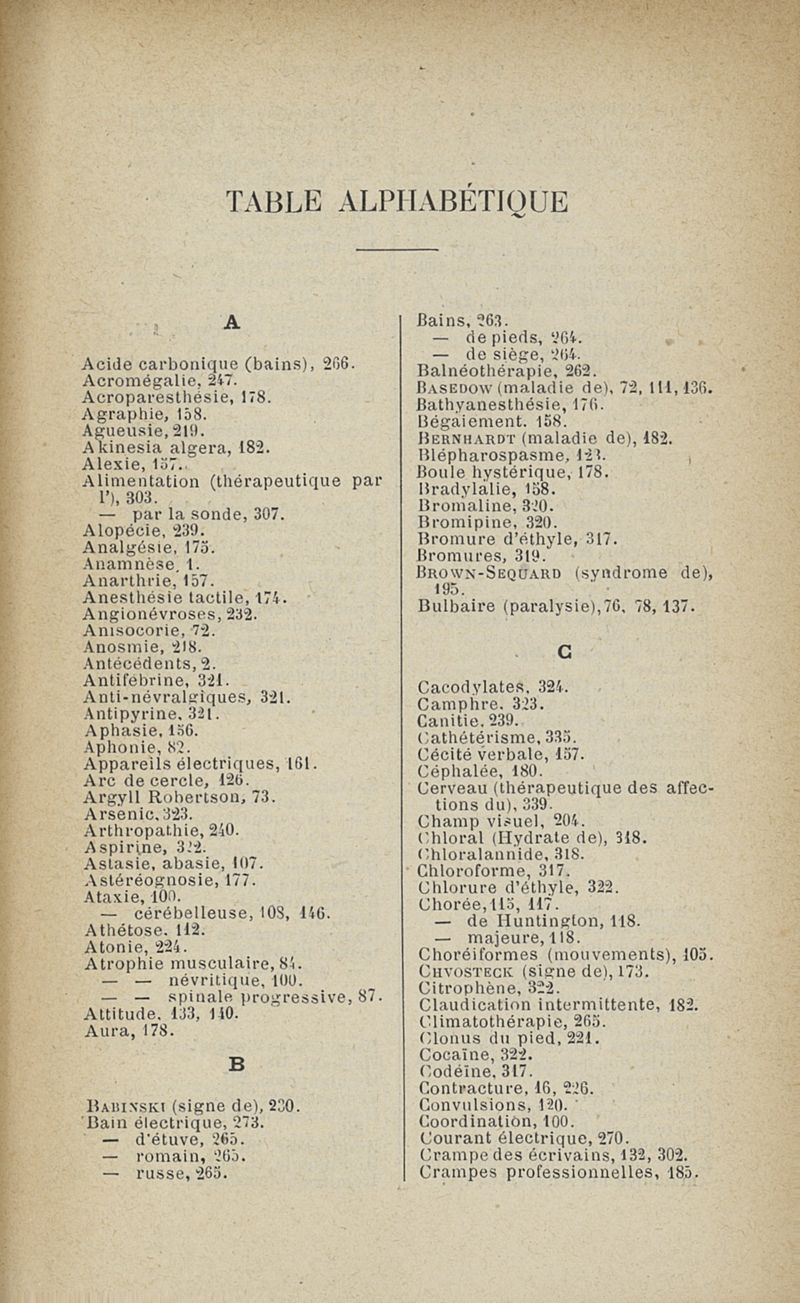 TABLE ALPHABÉTIQUE
A
Acide carbonique (bains), 266.
Acromégalie, 247.
Acroparesthésie, 178.
Agraphie, 158.
Agueusie, 219.
Akinesia algera, 182.
Alexie, 157.
Alimentation (thérapeutique par
l'), 303.
— par la sonde, 307.
Alopécie, 239.
Analgésie, 175.
Anamnèse, 1.
Anarthrie, 157.
Anesthésie tactile, 174.
Angionévroses, 232.
Anisocorie, 72.
Anosmie, 218.
Antécédents, 2.
Antifébrine, 321.
Anti-névralgiques, 321.
Antipyrine, 321.
Aphasie, 156.
Aphonie, 82.
Appareils électriques, 161.
Arc de cercle, 126.
Argyll Robertson, 73.
Arsenic, 323.
Arthropathie, 240.
Aspirine, 322.
Astasie, abasie, 107.
Astéréognosie, 177.
Ataxie, 100.
— cérébelleuse, 108, 146.
Athétose, 112.
Atonie, 224.
Atrophie musculaire, 84.
— — névritique, 100.
— — spinale progressive, 87.
Attitude, 133, 140.
Aura, 178.
B
BABINSKI (signe de), 230.
Bain électrique, 273.
— d'étuve, 265.
— romain, 265.
— russe, 265.
Bains, 263.
— de pieds, 264.
— de siège, 264.
Balnéothérapie, 262.
BASEDOW (maladie de), 72, 111, 136.
Bathyanesthésie, 176.
Bégaiement. 158.
BERNHARDT (maladie de), 182.
Blépharospasme, 123.
Boule hystérique, 178.
Bradylalie, 158.
Bromaline, 320.
Bromipine, 320.
Bromure d'éthyle, 317.
Bromures, 319.
BROWN-SEQUARD (syndrome de),
195.
Bulbaire (paralysie), 76, 78, 137.
C
Cacodylates, 324.
Camphre. 323.
Canitie. 239.
Cathétérisme, 335.
Cécité verbale, 157.
Céphalée, 180.
Cerveau (thérapeutique des affec-
tions du), 339.
Champ visuel, 204.
Chloral (Hydrate de), 318.
Chloralannide, 318.
Chloroforme, 317.
Chlorure d'éthyle, 322.
Chorée, 115, 117.
— de Huntington, 118.
— majeure, 118.
Choréiformes (mouvements), 105.
CHVOSTECK (signe de), 173.
Citrophène, 322.
Claudication intermittente, 182.
Climatothérapie, 265.
Clonus du pied, 221.
Cocaïne, 322.
Codéine, 317.
Contracture, 16, 226.
Convulsions, 120.
Coordination, 100.
Courant électrique, 270.
Crampe des écrivains, 132, 302.
Crampes professionnelles, 185.